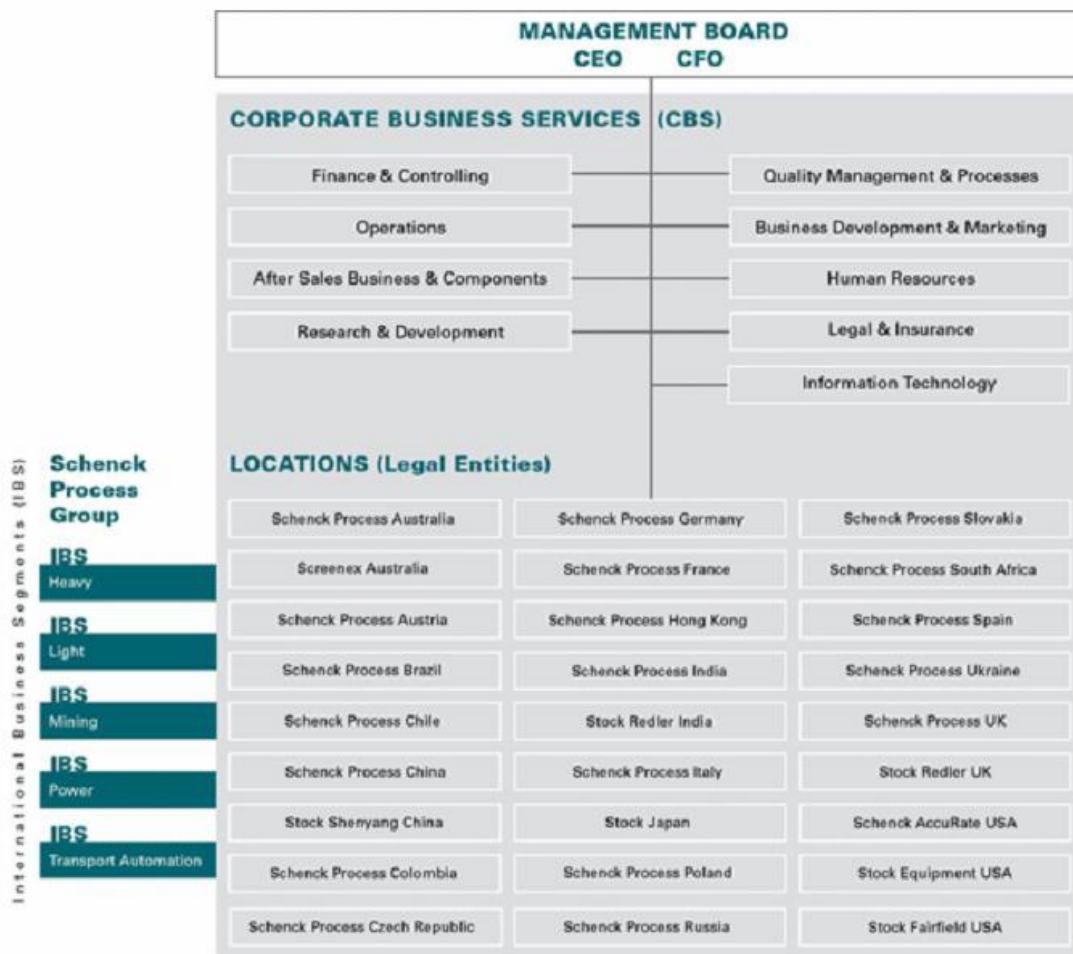 MANAGEMENT BOARD
CEO CFO
CORPORATE BUSINESS SERVICES (CBS)
Finance & Controlling
Quality Management & Processes
Operations
Business Development & Marketing
After Sales Business & Components
Human Resources
Research & Development
Legal & Insurance
Information Technology
International Business Segments (IBS)
Schenck
Process
Group
IBS
Heavy
IBS
Light
IBS
Mining
IBS
Power
IBS
Transport Automation
LOCATIONS (Legal Entities)
Schenck Process Australia
Schenck Process Germany
Schenck Process Slovakia
Screenex Australia
Schenck Process France
Schenck Process South Africa
Schenck Process Austria
Schenck Process Hong Kong
Schenck Process Spain
Schenck Process Brazil
Schenck Process India
Schenck Process Ukraine
Schenck Process Chile
Stock Redler India
Schenck Process UK
Schenck Process China
Schenck Process Italy
Stock Redler UK
Stock Shenyang China
Stock Japan
Schenck AccuRate USA
Schenck Process Colombia
Schenck Process Poland
Stock Equipment USA
Schenck Process Czech Republic
Schenck Process Russia
Stock Fairfield USA